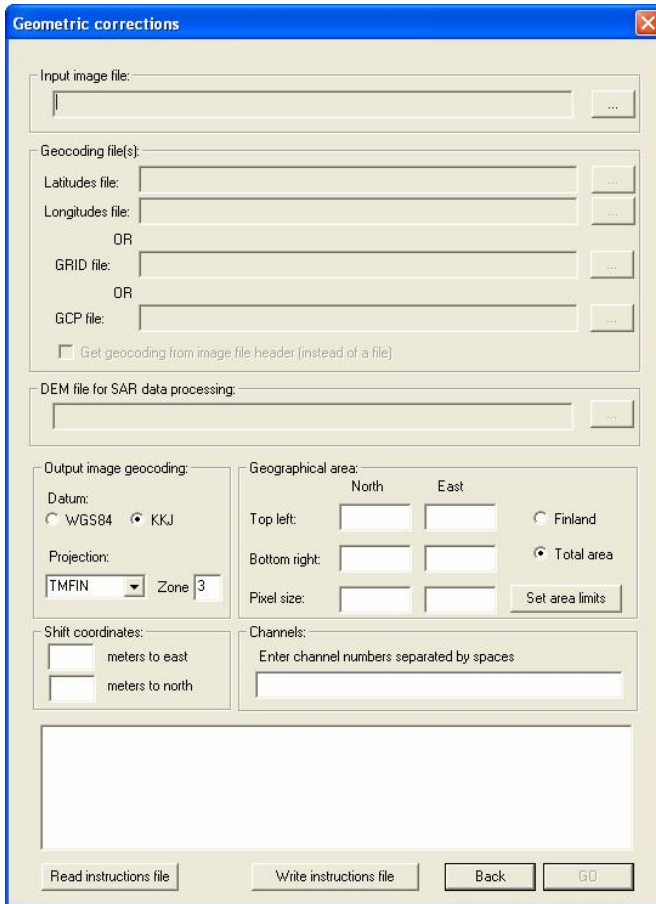 Geometric corrections
Input image file:
...
Geocoding file(s):
Latitudes file:
...
Longitudes file:
...
OR
GRID file:
...
OR
GCP file:
...
Get geocoding from image file header (instead of a file)
DEM file for SAR data processing:
...
Output image geocoding:
Datum:
WGS84 KKJ
Projection:
TMFIN Zone 3
Geographical area:
North East
Top left:
Finland
Bottom right:
Total area
Pixel size:
Set area limits
Shift coordinates:
meters to east
meters to north
Channels:
Enter channel numbers separated by spaces
Read instructions file Write instructions file Back GO